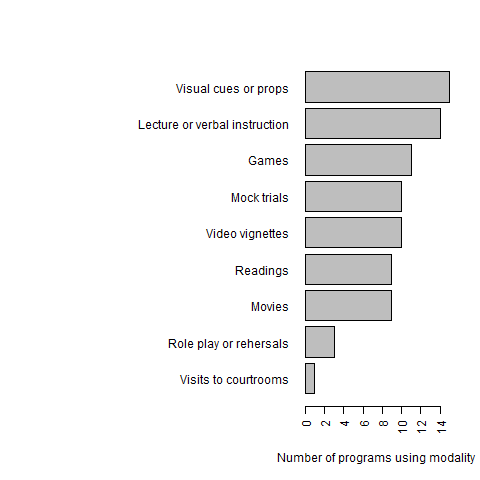 Visual cues or props
Lecture or verbal instruction
Games
Mock trials
Video vignettes
Readings
Movies
Role play or rehersals
Visits to courtrooms
0 2 4 6 8 10 12 14
Number of programs using modality